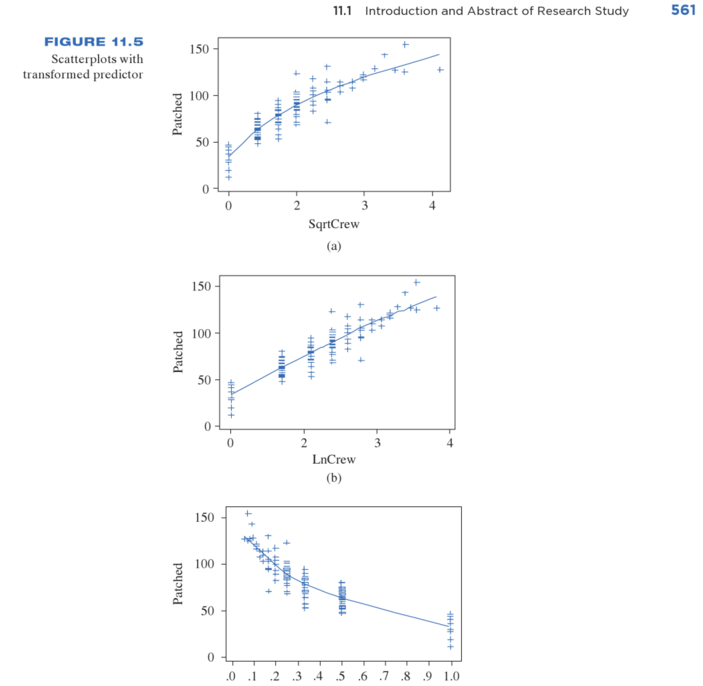 11.1 Introduction and Abstract of Research Study 561
FIGURE 11.5
Scatterplots with
transformed predictor
150
100
50
0
Patched
0 2 3 4
SqrtCrew
(a)
150
100
50
0
Patched
0 2 3 4
LnCrew
(b)
150
100
50
0
Patched
.0 .1 .2 .3 .4 .5 .6 .7 .8 .9 1.0